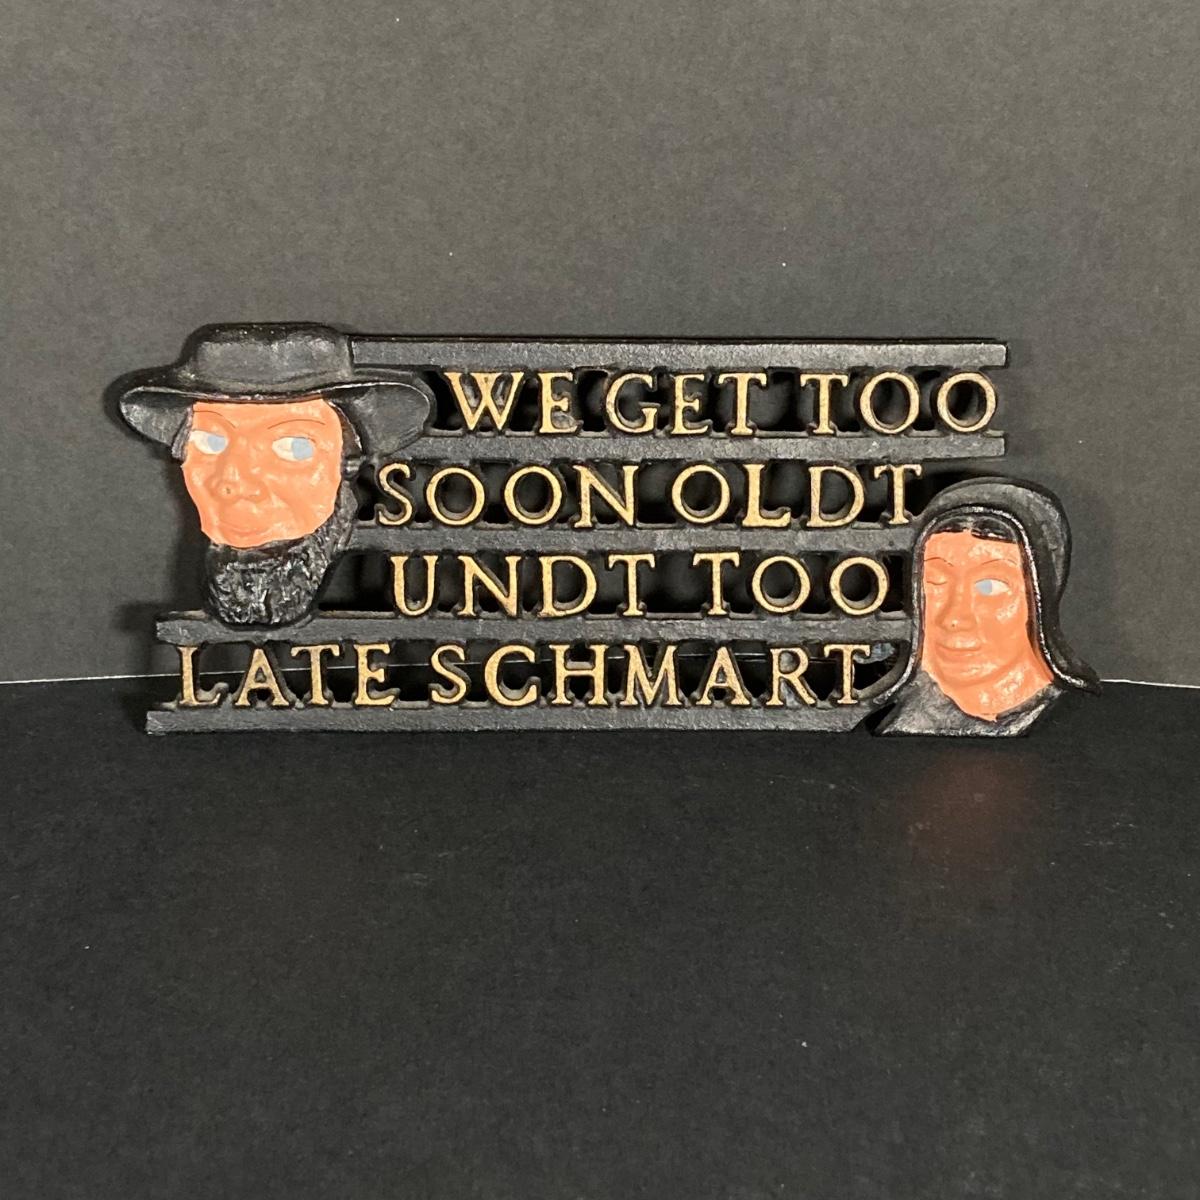 WE GET TOO
SOON OLDT
UNDT TOO
LATE SCHMART